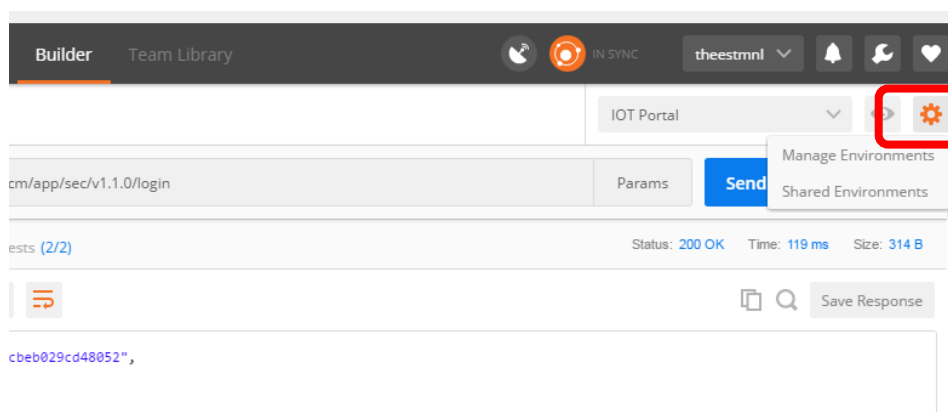 Builder Team Library IN SYNC theestmnl
IOT Portal
Manage Environments
Shared Environments
cm/app/sec/v1.1.0/login Params Send
ests (2/2) Status: 200 OK Time: 119 ms Size: 314 B
Save Response
cbeb029cd48052",